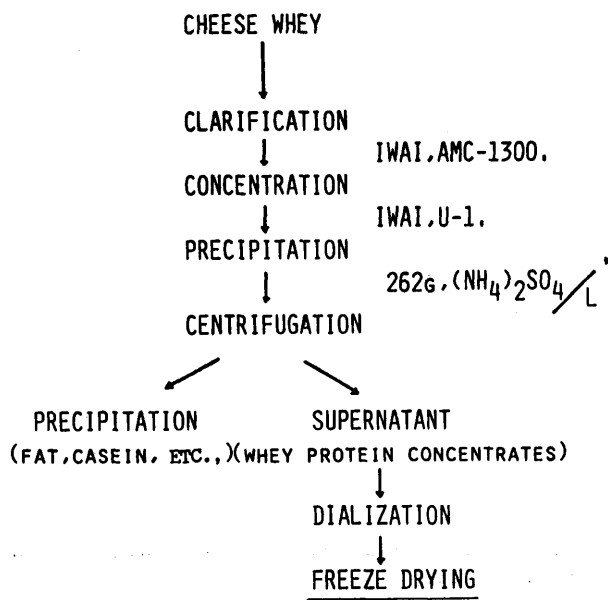 CHEESE WHEY
CLARIFICATION
IWAI,AMC-1300.
CONCENTRATION
IWAI,U-1.
PRECIPITATION
262G,(NH4)2SO4/L
CENTRIFUGATION
PRECIPITATION SUPERNATANT
(FAT,CASEIN, ETC.,)(WHEY PROTEIN CONCENTRATES)
DIALIZATION
FREEZE DRYING